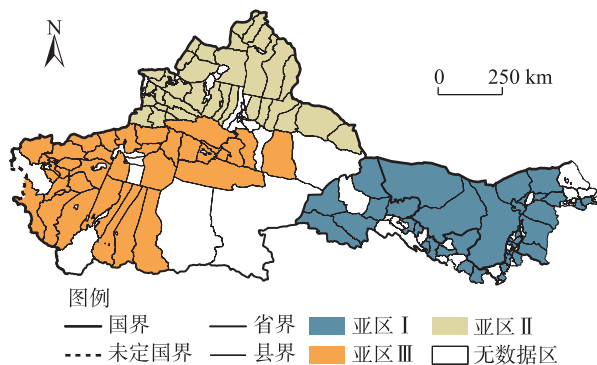 N
0 250 km
图例
国界 省界 亚区 Ⅰ 亚区 Ⅱ
未定国界 县界 亚区 Ⅲ 无数据区